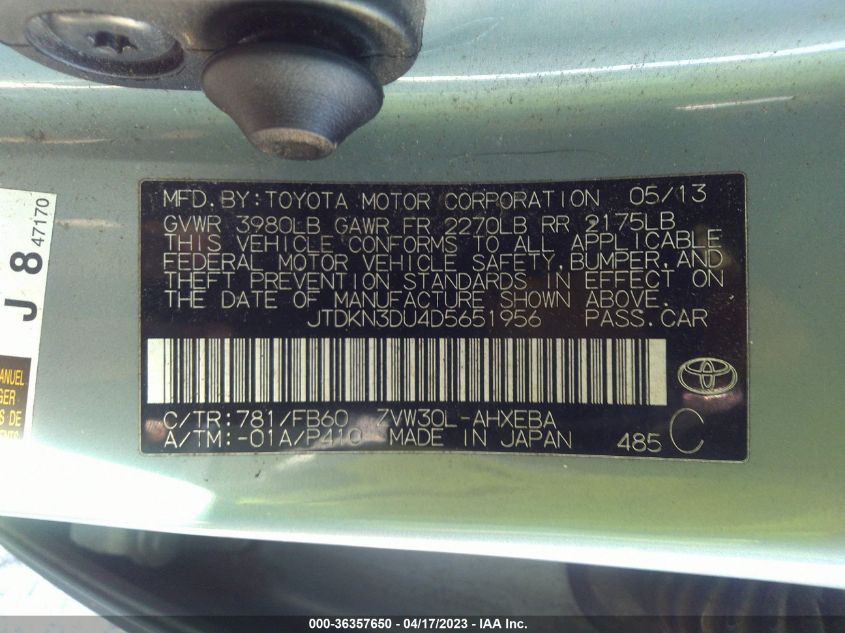 MFD. BY: TOYOTA MOTOR CORPORATION 05/13
GVWR 3980LB GAWR FR 2270LB RR 2175LB
THIS VEHICLE CONFORMS TO ALL APPLICABLE
FEDERAL MOTOR VEHICLE SAFETY, BUMPER, AND
THEFT PREVENTION STANDARDS IN EFFECT ON
THE DATE OF MANUFACTURE SHOWN ABOVE.
JTDKN3DU4D5651956 PASS. CAR
C/TR: 781/FB60 ZVW30L-AHXEBA
A/TM: -01A/P410 MADE IN JAPAN 485 C
J 8 47170
ANUEL
GER
S DE
000-36357650 - 04/17/2023 - IAA Inc.